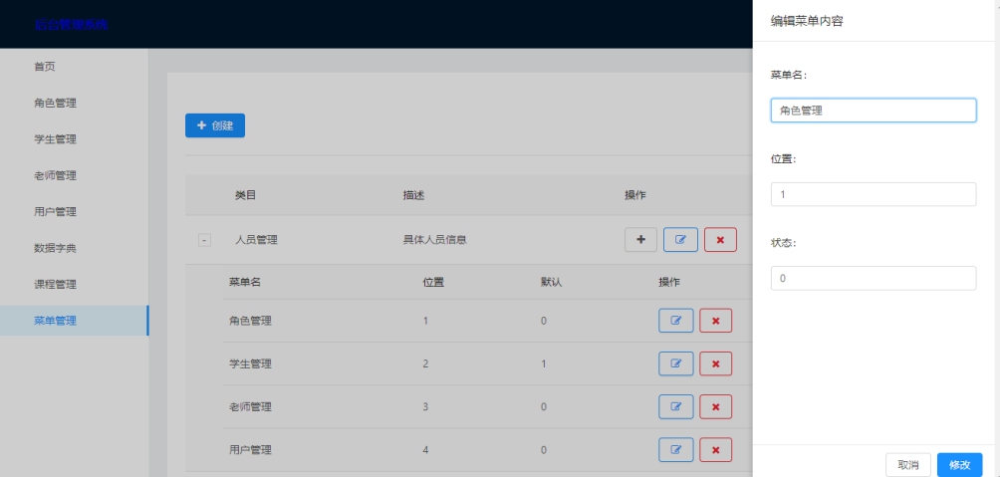 后台管理系统
首页
角色管理
学生管理
老师管理
用户管理
数据字典
课程管理
菜单管理
+ 创建
类目 描述 操作
- 人员管理 具体人员信息
菜单名 位置 默认 操作
角色管理 1 0
学生管理 2 1
老师管理 3 0
用户管理 4 0
编辑菜单内容
菜单名:
角色管理
位置:
1
状态:
0
取消 修改